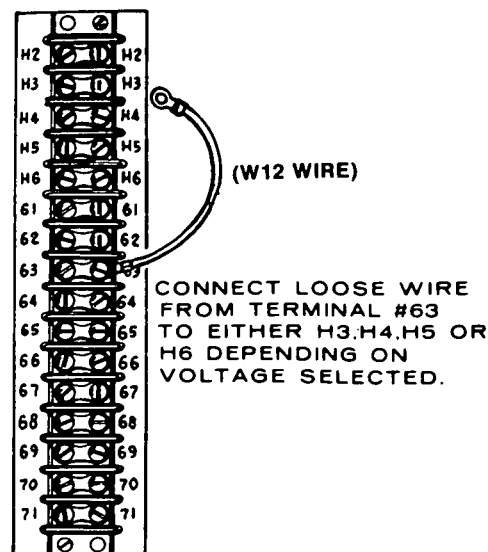 H2 H2
H3 H3
H4 H4
H5 H5
H6 H6
61 61
62 62
63 63
64 64
65 65
66 66
67 67
68 68
69 69
70 70
71 71
(W12 WIRE)
CONNECT LOOSE WIRE
FROM TERMINAL #63
TO EITHER H3,H4,H5 OR
H6 DEPENDING ON
VOLTAGE SELECTED.